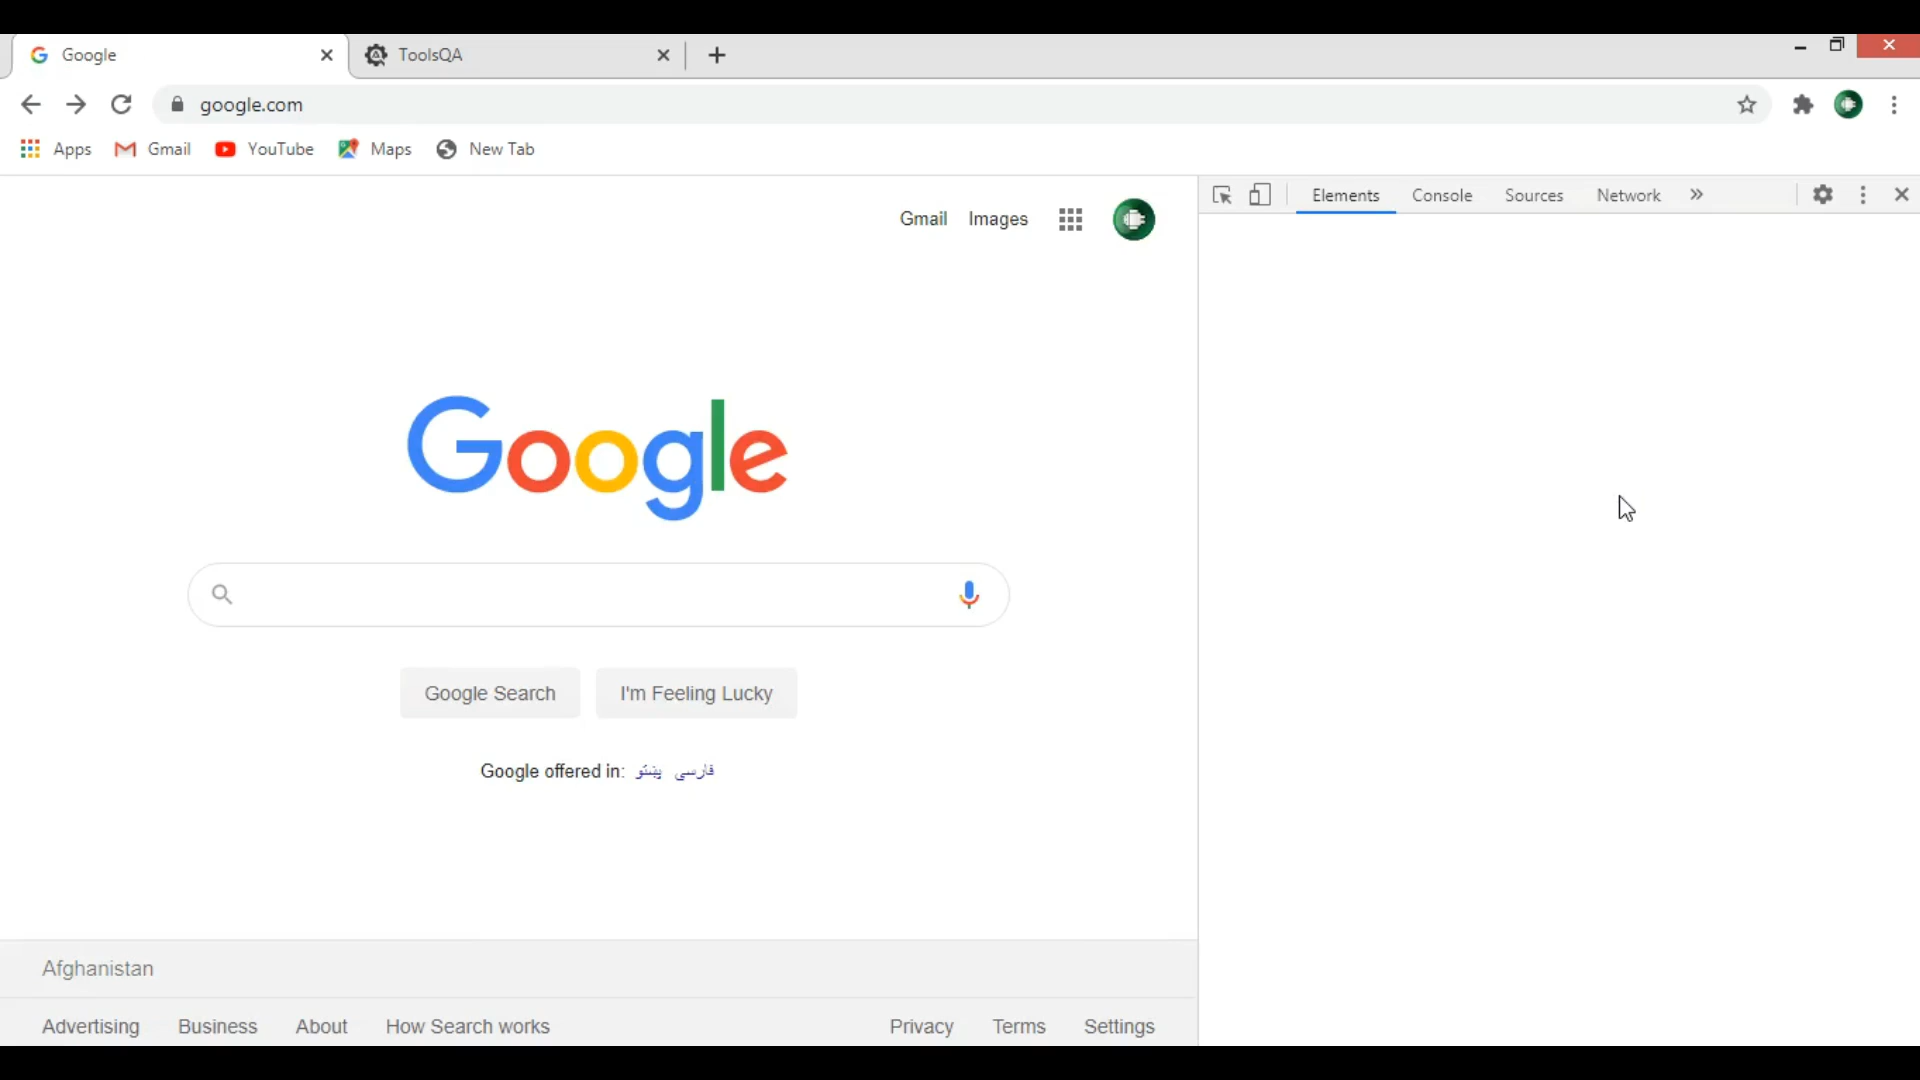 Google
ToolsQA
google.com
Apps
Gmail
YouTube
Maps
New Tab
Elements
Console
Sources
Network
Gmail
Images
Google
Google Search
I'm Feeling Lucky
Google offered in: فارسی پښتو
Afghanistan
Advertising
Business
About
How Search works
Privacy
Terms
Settings